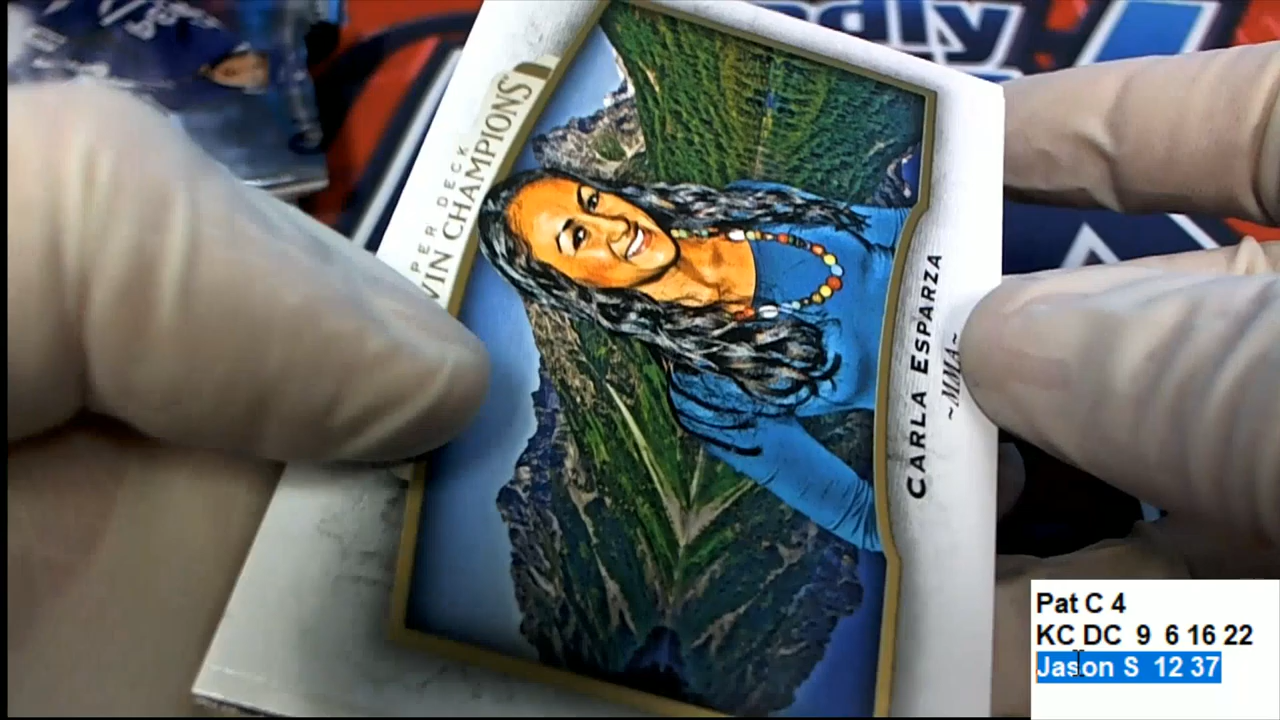 PER DECK
VIN CHAMPIONS
CARLA ESPARZA
~MMA~
Pat C 4
KC DC 9 6 16 22
Jason S 12 37